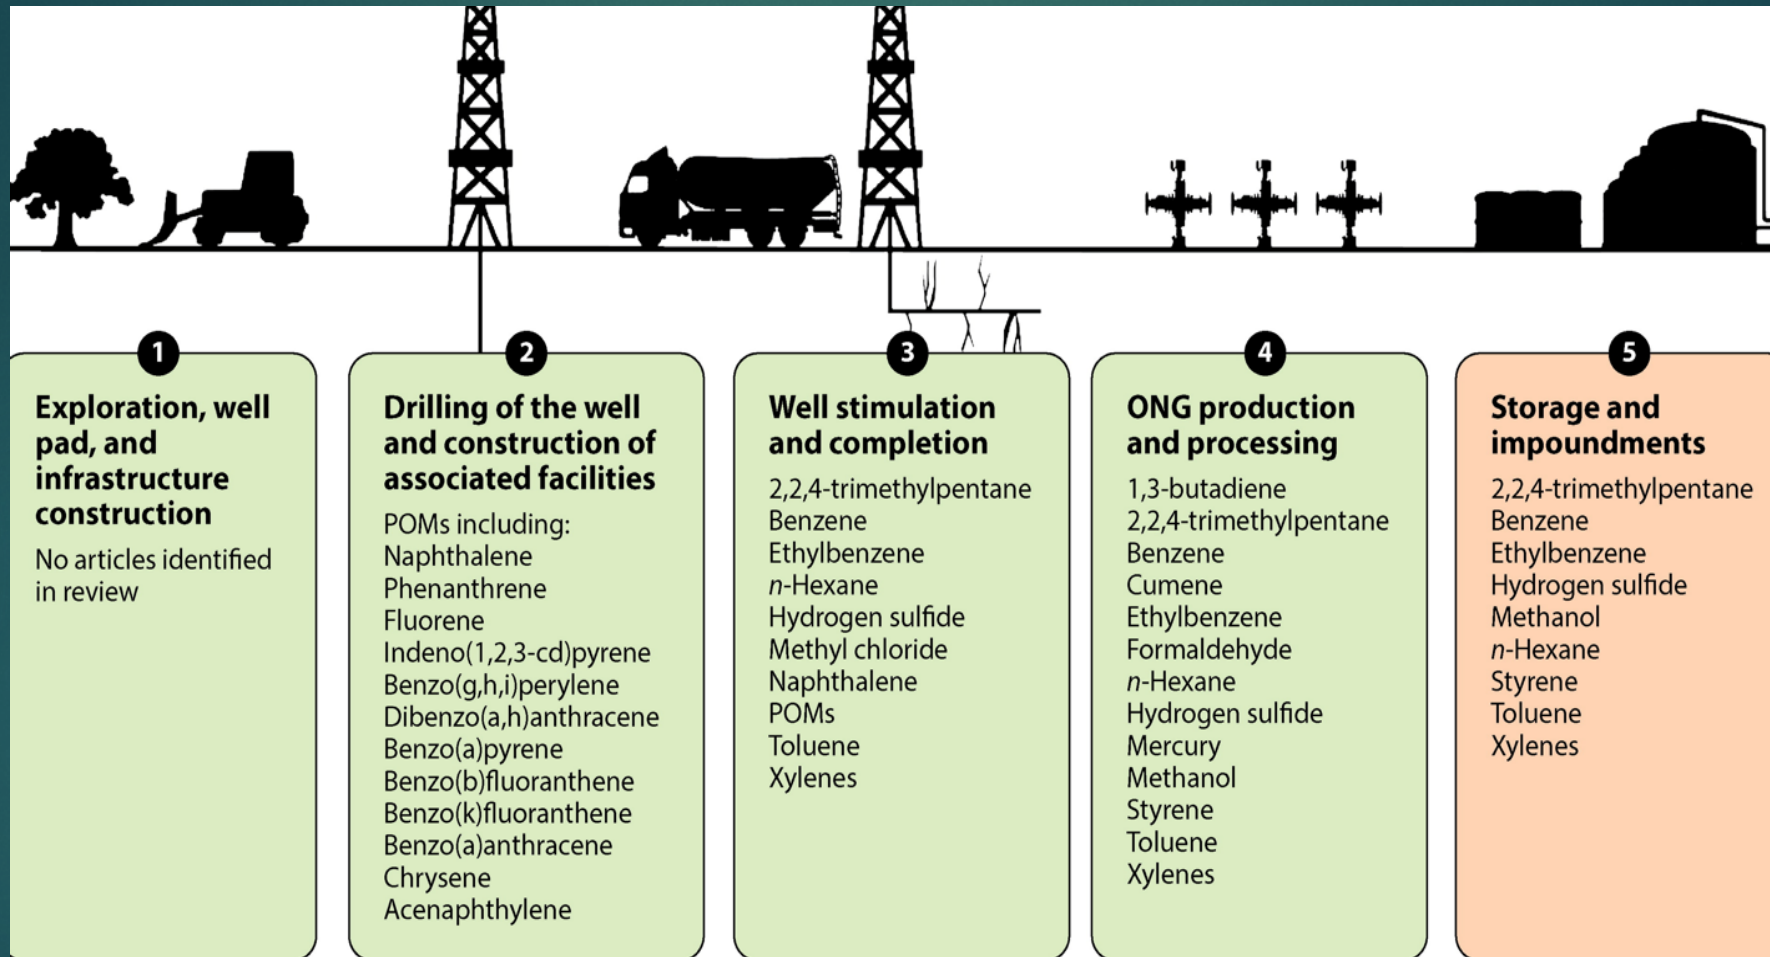 1
Exploration, well
pad, and
infrastructure
construction
No articles identified
in review
2
Drilling of the well
and construction of
associated facilities
POMs including:
Naphthalene
Phenanthrene
Fluorene
Indeno(1,2,3-cd)pyrene
Benzo(g,h,i)perylene
Dibenzo(a,h)anthracene
Benzo(a)pyrene
Benzo(b)fluoranthene
Benzo(k)fluoranthene
Benzo(a)anthracene
Chrysene
Acenaphthylene
3
Well stimulation
and completion
2,2,4-trimethylpentane
Benzene
Ethylbenzene
n-Hexane
Hydrogen sulfide
Methyl chloride
Naphthalene
POMs
Toluene
Xylenes
4
ONG production
and processing
1,3-butadiene
2,2,4-trimethylpentane
Benzene
Cumene
Ethylbenzene
Formaldehyde
n-Hexane
Hydrogen sulfide
Mercury
Methanol
Styrene
Toluene
Xylenes
5
Storage and
impoundments
2,2,4-trimethylpentane
Benzene
Ethylbenzene
Hydrogen sulfide
Methanol
n-Hexane
Styrene
Toluene
Xylenes